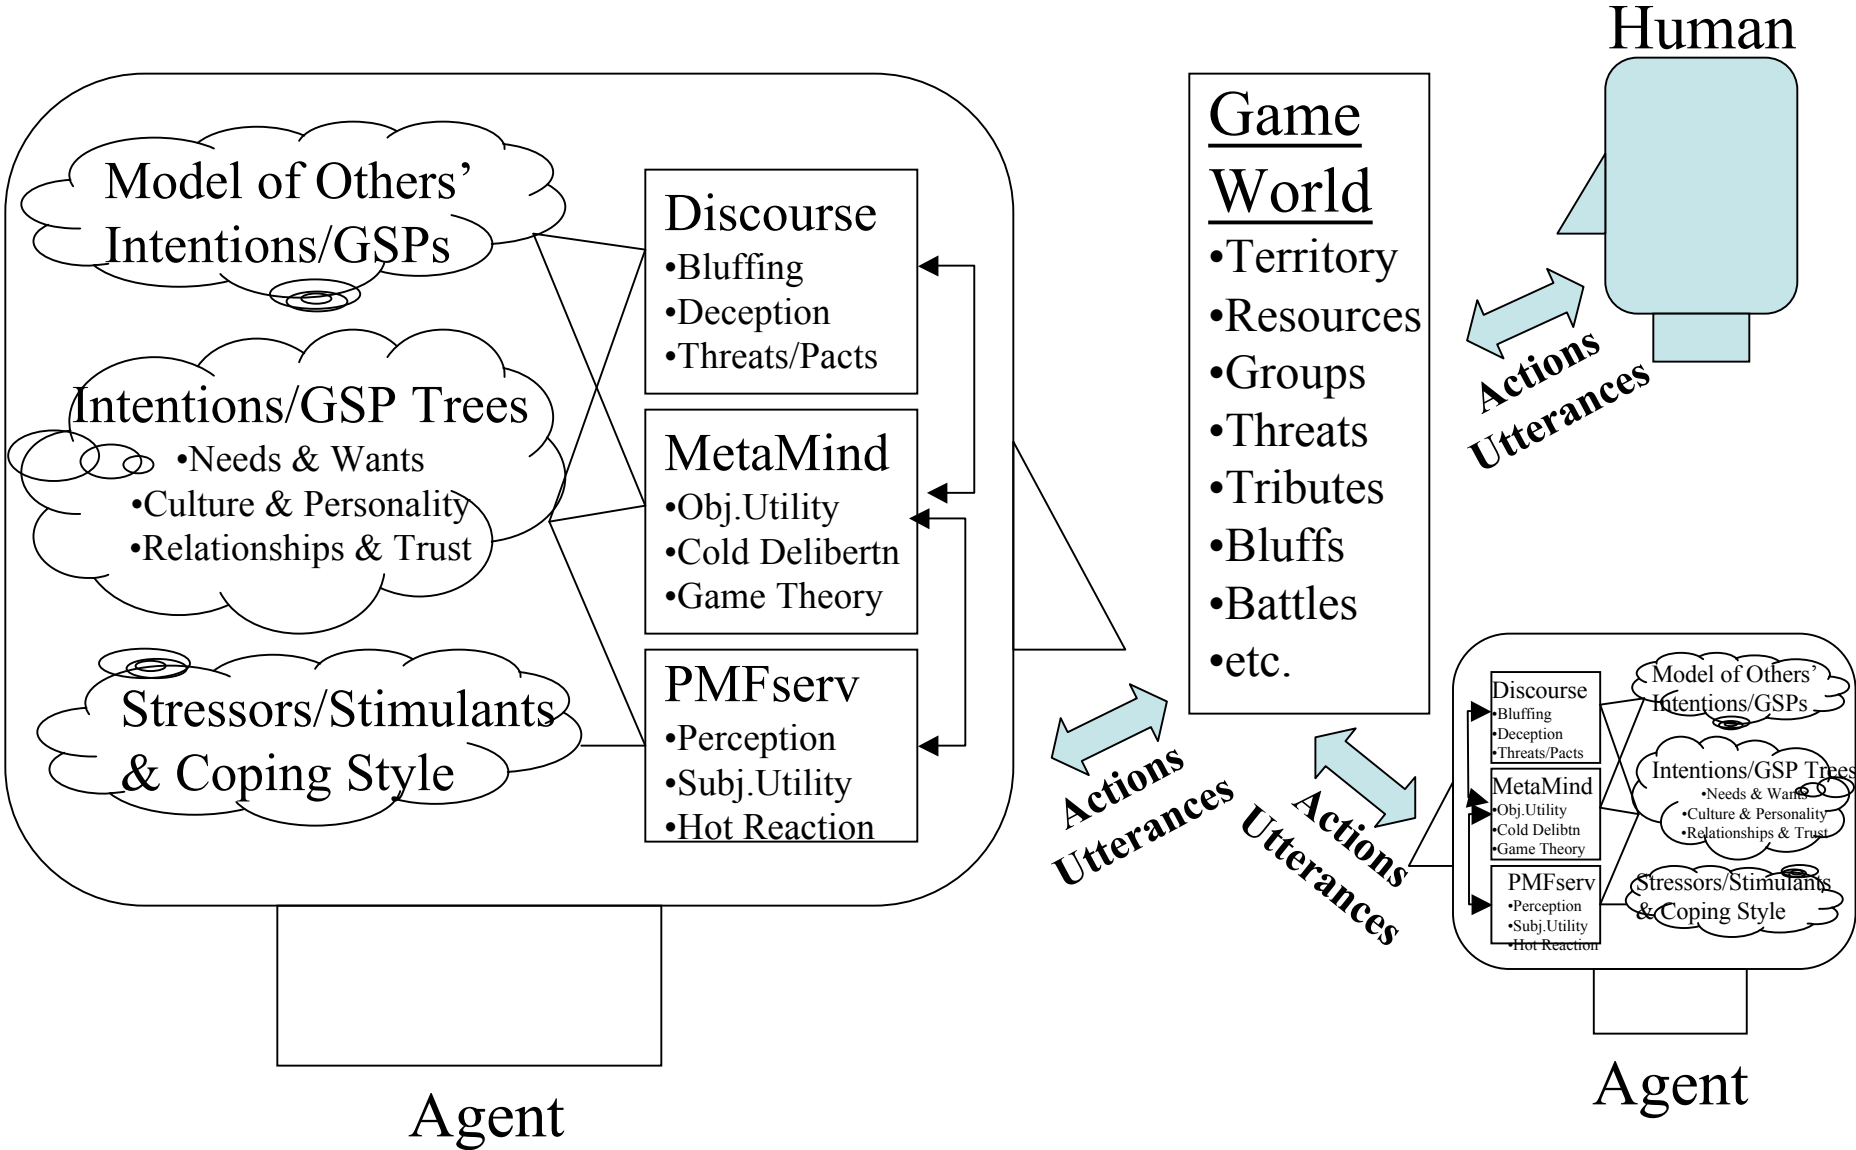 Human
Model of Others’
Intentions/GSPs
Intentions/GSP Trees
•Needs & Wants
•Culture & Personality
•Relationships & Trust
Stressors/Stimulants
& Coping Style
Discourse
•Bluffing
•Deception
•Threats/Pacts
MetaMind
•Obj.Utility
•Cold Delibertn
•Game Theory
PMFserv
•Perception
•Subj.Utility
•Hot Reaction
Agent
Game
World
•Territory
•Resources
•Groups
•Threats
•Tributes
•Bluffs
•Battles
•etc.
Actions
Utterances
Actions
Utterances
Actions
Utterances
Discourse
•Bluffing
•Deception
•Threats/Pacts
MetaMind
•Obj.Utility
•Cold Delibtn
•Game Theory
PMFserv
•Perception
•Subj.Utility
•Hot Reaction
Model of Others’
Intentions/GSPs
Intentions/GSP Trees
•Needs & Wants
•Culture & Personality
•Relationships & Trust
Stressors/Stimulants
& Coping Style
Agent